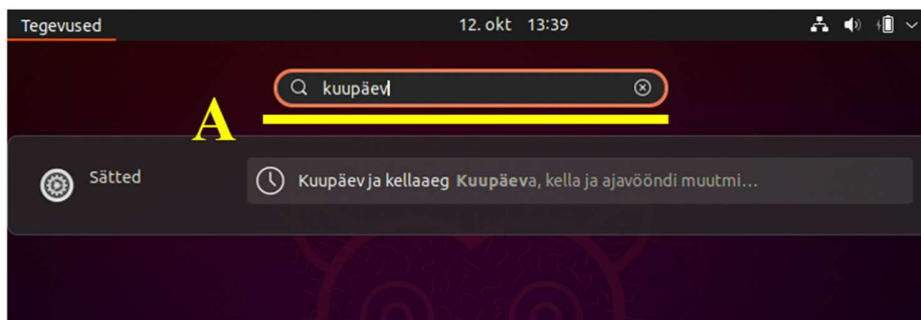 Tegevused 12. okt 13:39
kuupäev
A
Sätted Kuupäev ja kellaaeg Kuupäeva, kella ja ajavööndi muutmi…